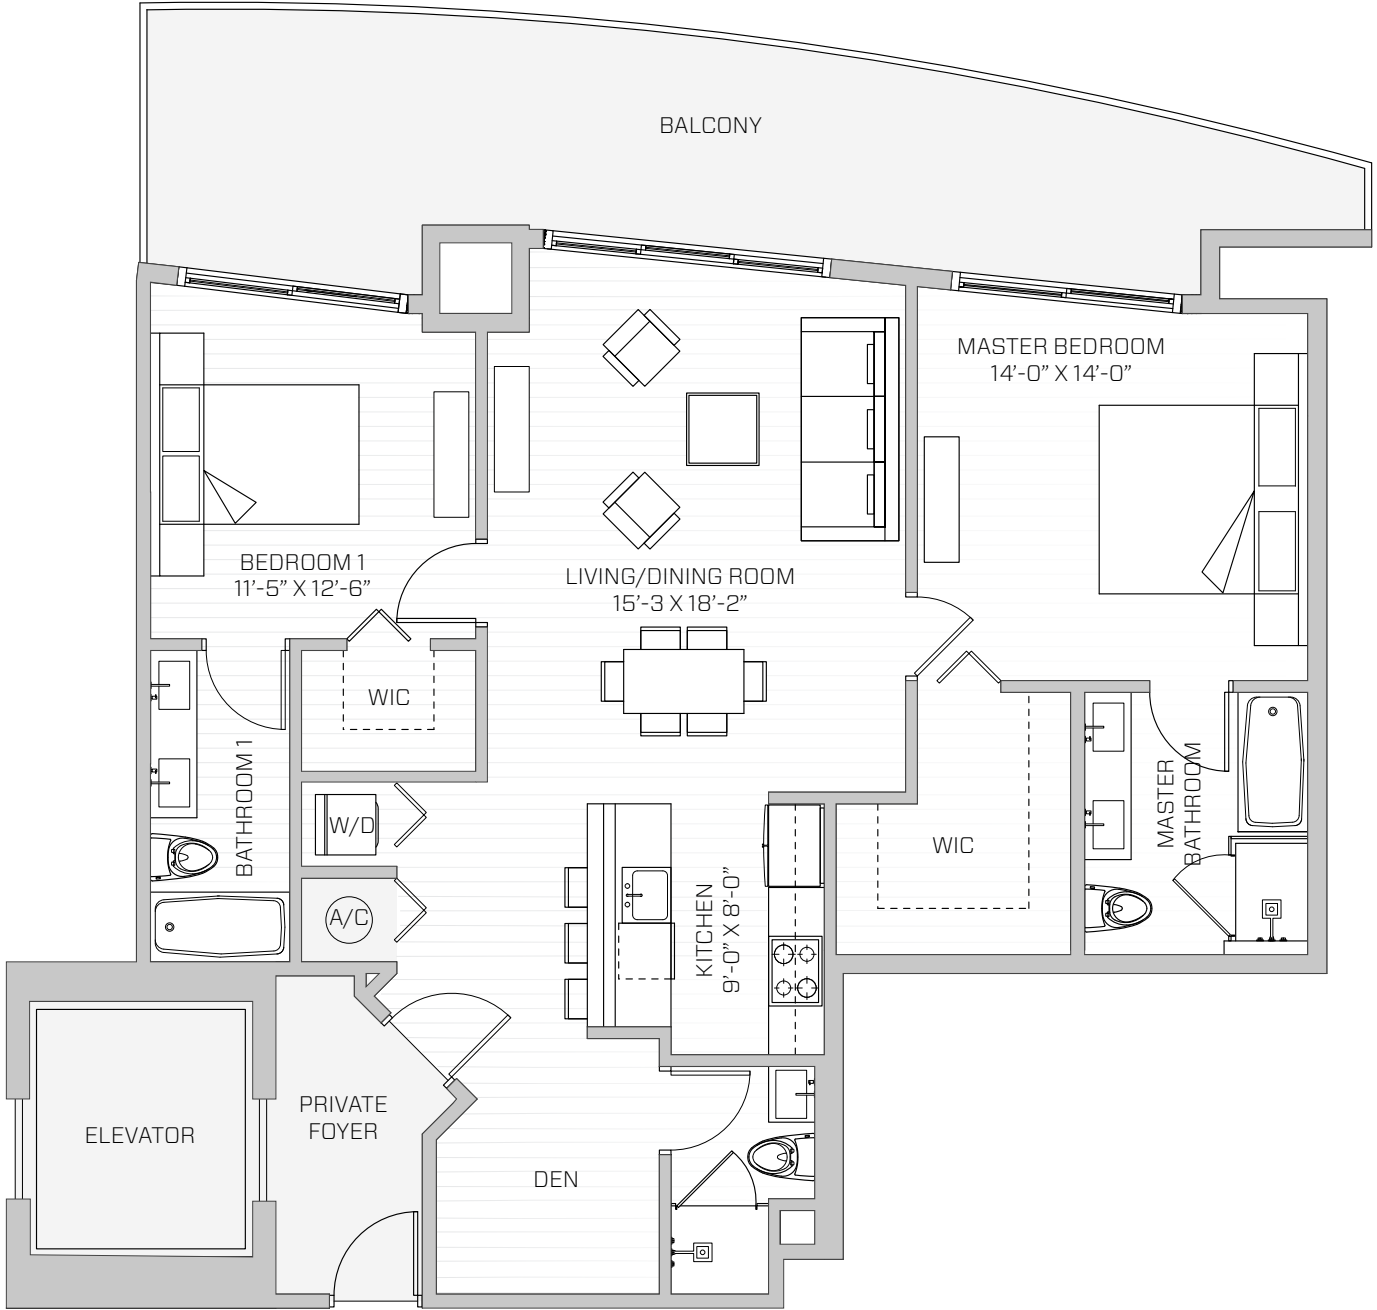 BALCONY
MASTER BEDROOM
14’-0” X 14’-0”
BEDROOM 1
11’-5” X 12’-6”
LIVING/DINING ROOM
15’-3 X 18’-2”
WIC
BATHROOM 1
W/D
A/C
KITCHEN
9’-0” X 8’-0”
WIC
MASTER
BATHROOM
PRIVATE
FOYER
ELEVATOR
DEN